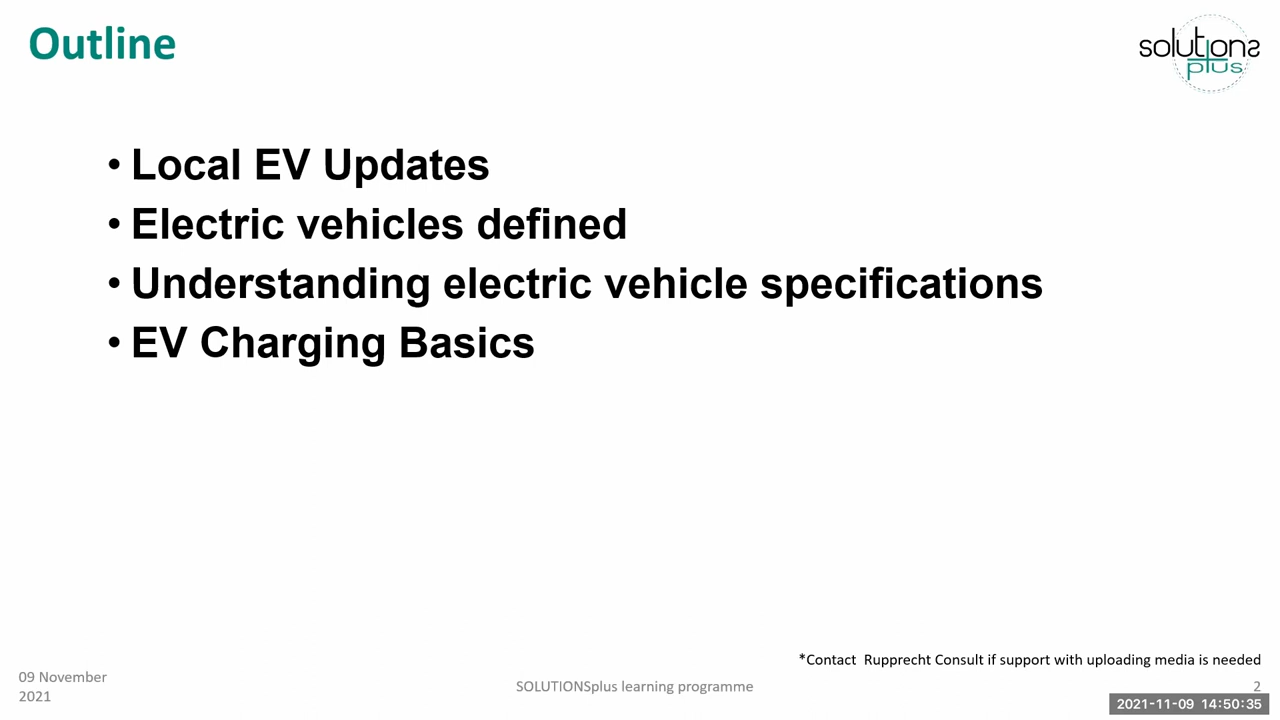 Outline
solutions
plus
• Local EV Updates
• Electric vehicles defined
• Understanding electric vehicle specifications
• EV Charging Basics
*Contact Rupprecht Consult if support with uploading media is needed
09 November
2021
SOLUTIONSplus learning programme
2
2021-11-09 14:50:35